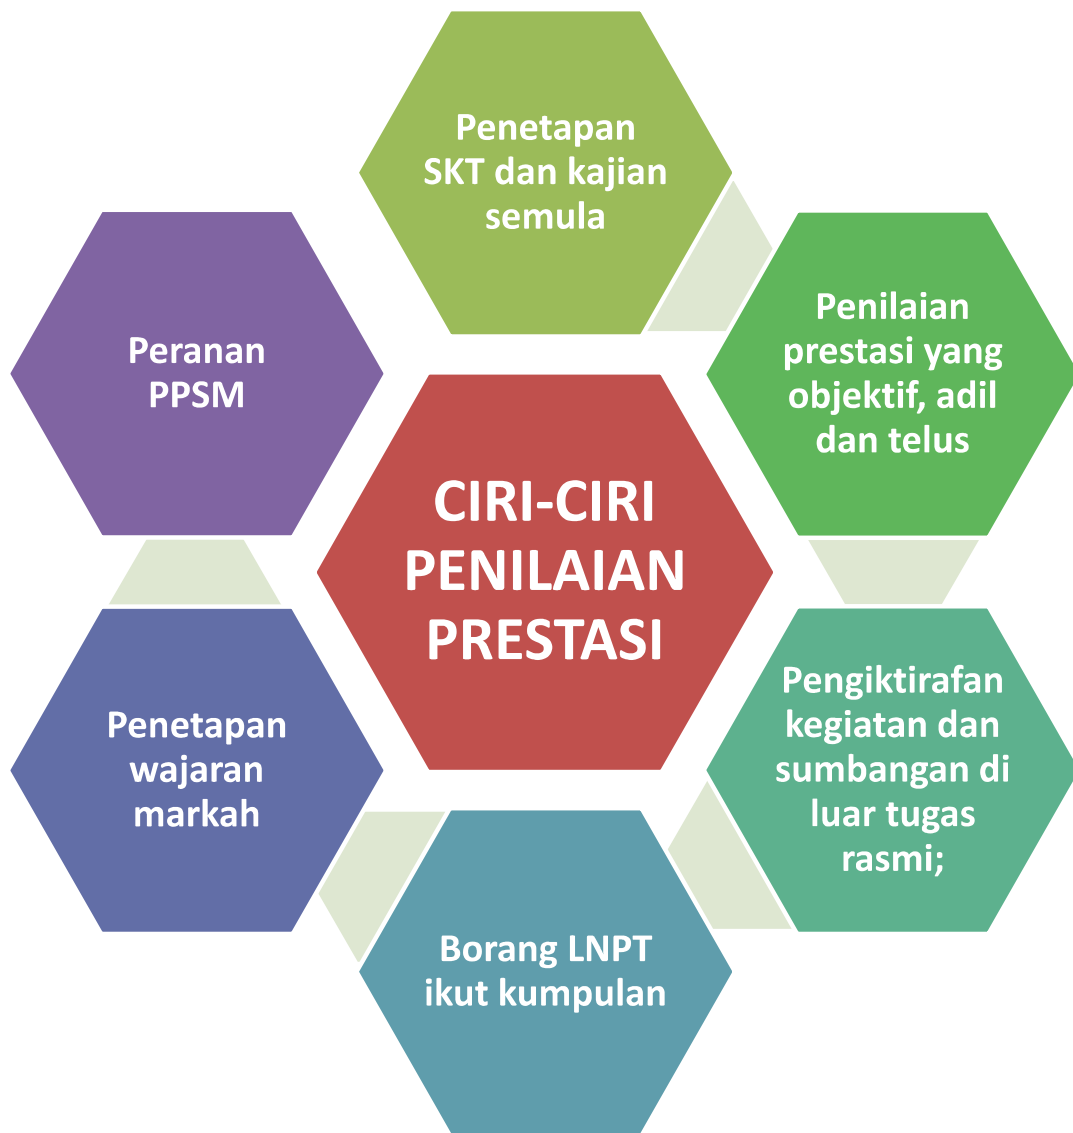 Penetapan
SKT dan kajian
semula
Penilaian
prestasi yang
objektif, adil
dan telus
Pengiktirafan
kegiatan dan
sumbangan di
luar tugas
rasmi;
Borang LNPT
ikut kumpulan
Penetapan
wajaran
markah
Peranan
PPSM
CIRI-CIRI
PENILAIAN
PRESTASI